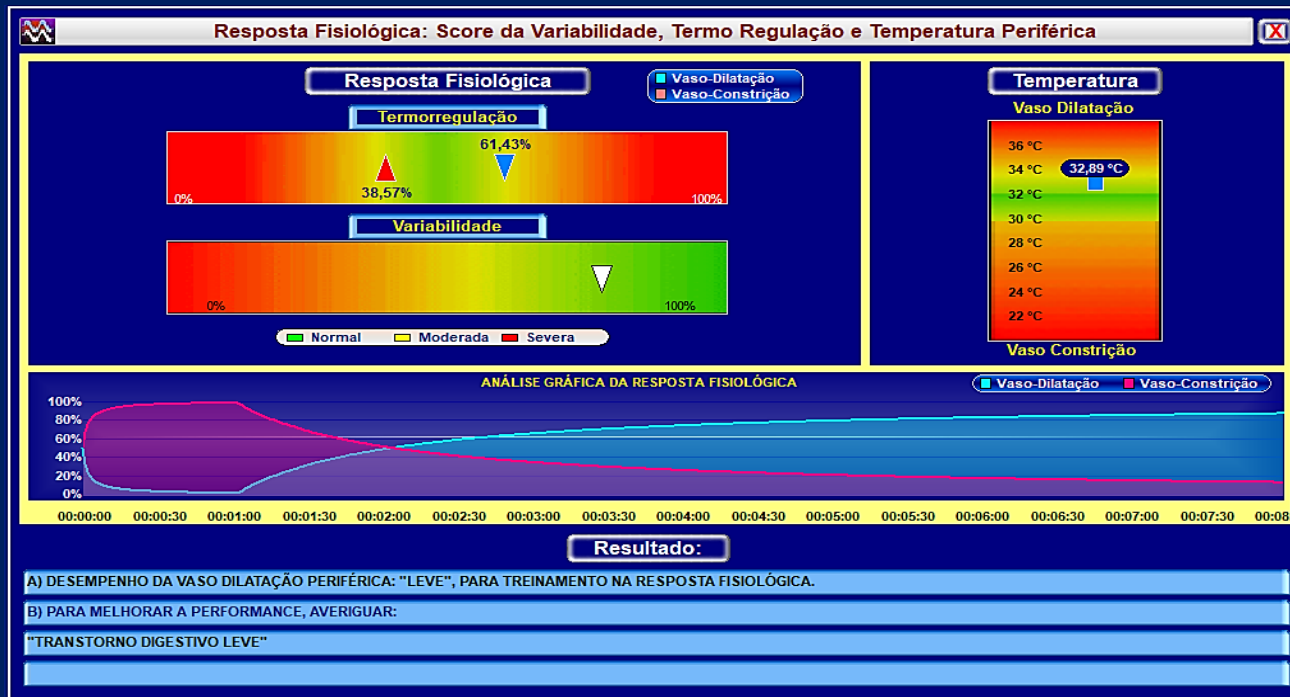 Resposta Fisiológica: Score da Variabilidade, Termo Regulação e Temperatura Periférica
X
Resposta Fisiológica
Vaso-Dilatação
Vaso-Constrição
Termorregulação
61,43%
38,57%
0%
100%
Variabilidade
0%
100%
Normal Moderada Severa
Temperatura
Vaso Dilatação
36 °C
34 °C
32,89 °C
32 °C
30 °C
28 °C
26 °C
24 °C
22 °C
Vaso Constrição
ANÁLISE GRÁFICA DA RESPOSTA FISIOLÓGICA
Vaso-Dilatação Vaso-Constrição
100%
80%
60%
40%
20%
0%
00:00:00 00:00:30 00:01:00 00:01:30 00:02:00 00:02:30 00:03:00 00:03:30 00:04:00 00:04:30 00:05:00 00:05:30 00:06:00 00:06:30 00:07:00 00:07:30 00:08
Resultado:
A) DESEMPENHO DA VASO DILATAÇÃO PERIFÉRICA: "LEVE", PARA TREINAMENTO NA RESPOSTA FISIOLÓGICA.
B) PARA MELHORAR A PERFORMANCE, AVERIGUAR:
"TRANSTORNO DIGESTIVO LEVE"